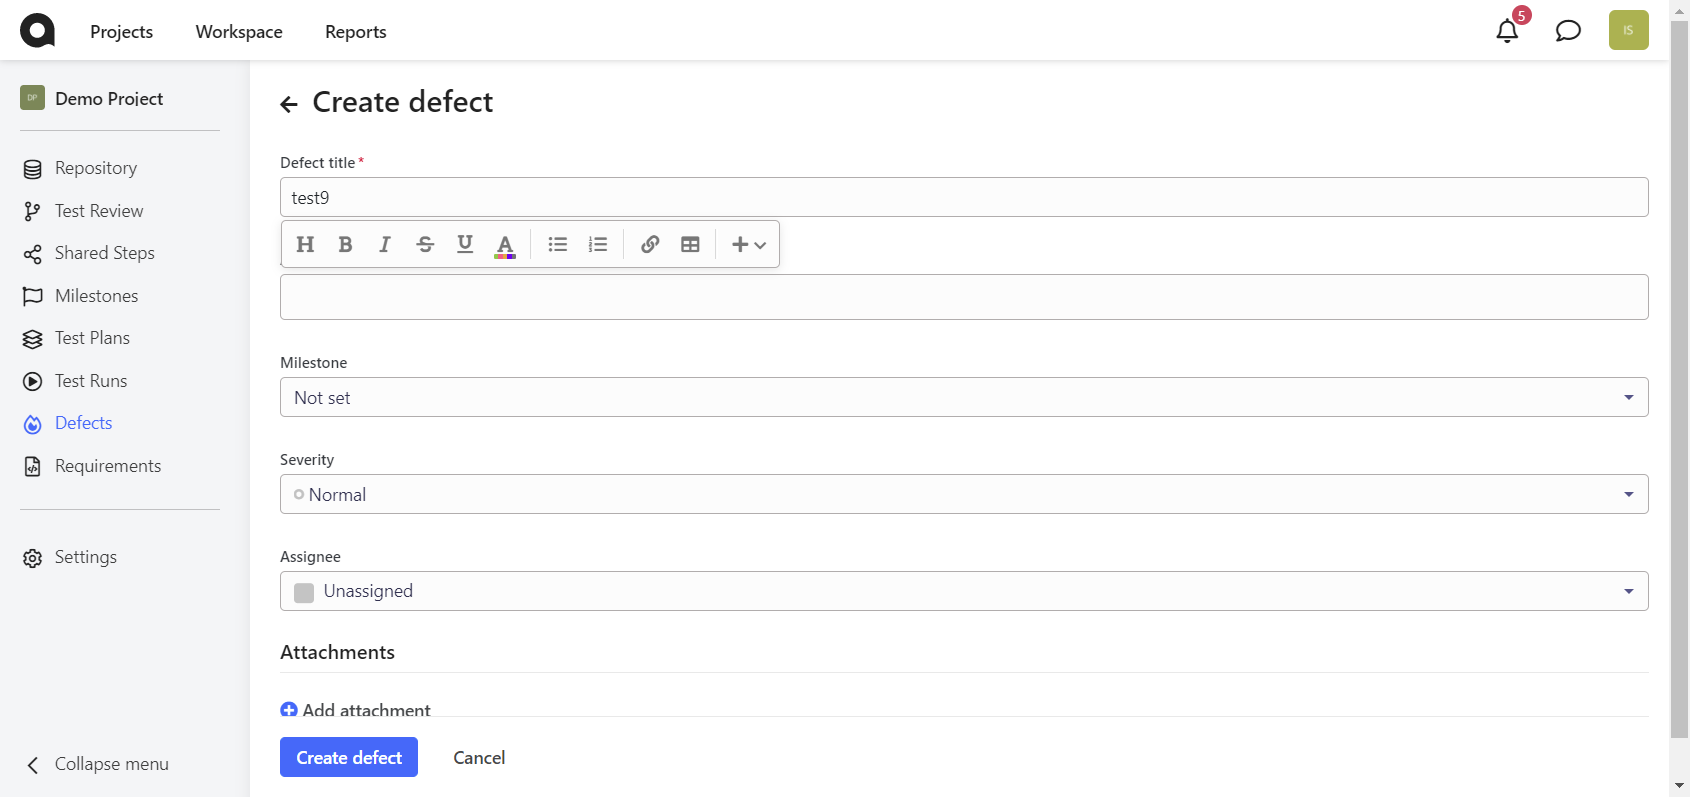 Projects Workspace Reports 5 IS
DP Demo Project
Create defect
Defect title*
Repository
test9
Test Review
H B I S U A
Shared Steps
Milestones
Test Plans
Milestone
Test Runs
Not set
Defects
Severity
Requirements
Normal
Assignee
Settings
Unassigned
Attachments
Add attachment
Create defect Cancel
Collapse menu